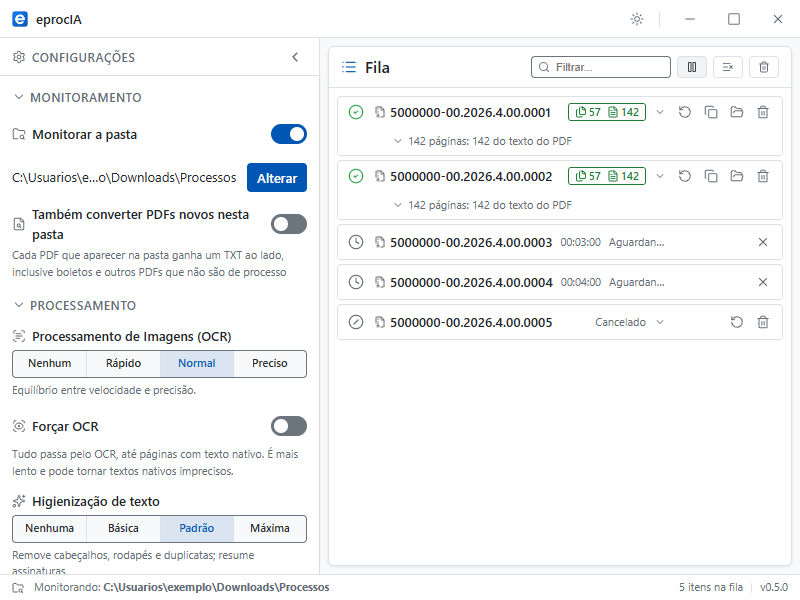 eprocIA
CONFIGURAÇÕES
MONITORAMENTO
Monitorar a pasta
C:\Usuarios\e...o\Downloads\Processos
Alterar
Também converter PDFs novos nesta
pasta
Cada PDF que aparecer na pasta ganha um TXT ao lado,
inclusive boletos e outros PDFs que não são de processo
PROCESSAMENTO
Processamento de Imagens (OCR)
Nenhum Rápido Normal Preciso
Equilíbrio entre velocidade e precisão.
Forçar OCR
Tudo passa pelo OCR, até páginas com texto nativo. É mais
lento e pode tornar textos nativos imprecisos.
Higienização de texto
Nenhuma Básica Padrão Máxima
Remove cabeçalhos, rodapés e duplicatas; resume
assinaturas
Fila
Filtrar...
5000000-00.2026.4.00.0001 57 142
142 páginas: 142 do texto do PDF
5000000-00.2026.4.00.0002 57 142
142 páginas: 142 do texto do PDF
5000000-00.2026.4.00.0003 00:03:00 Aguardan...
5000000-00.2026.4.00.0004 00:04:00 Aguardan...
5000000-00.2026.4.00.0005 Cancelado
Monitorando: C:\Usuarios\exemplo\Downloads\Processos
5 itens na fila v0.5.0